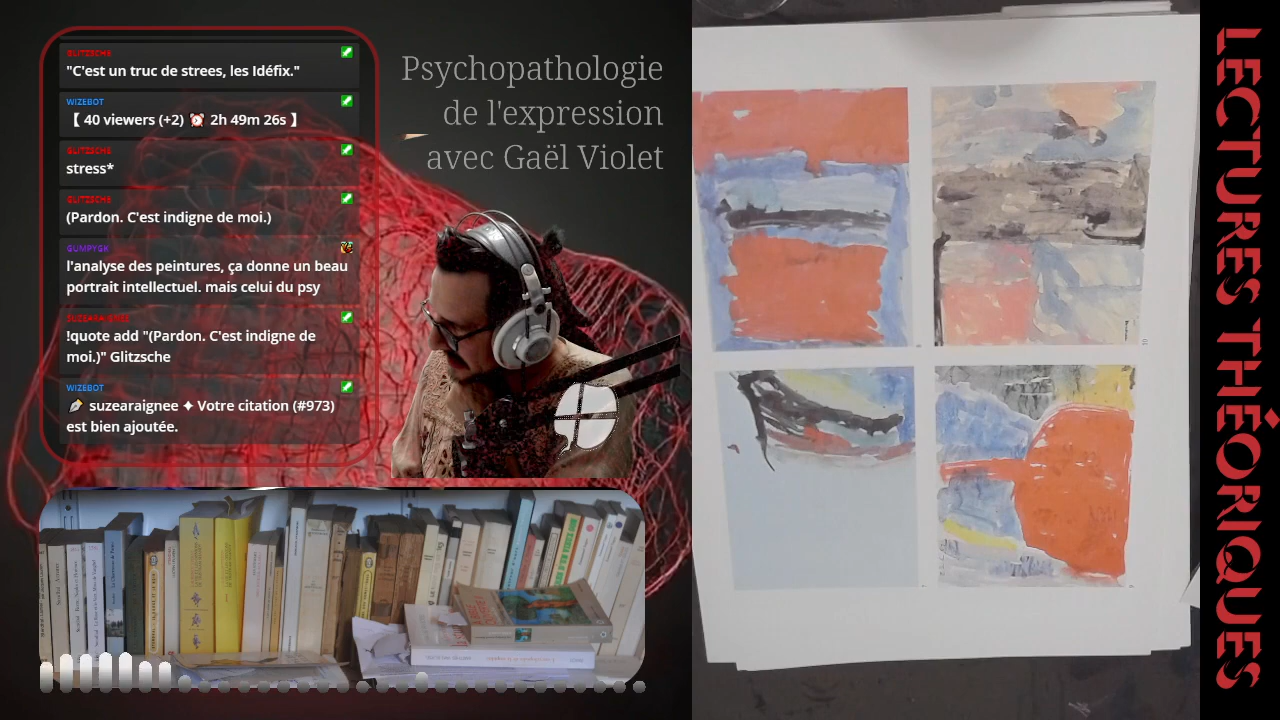 GLITZSCHE
"C'est un truc de strees, les Idéfix."
WIZEBOT
【 40 viewers (+2) ⏰ 2h 49m 26s 】
GLITZSCHE
stress*
GLITZSCHE
(Pardon. C'est indigne de moi.)
GUMPYGK
l'analyse des peintures, ça donne un beau
portrait intellectuel. mais celui du psy
SUZEARAIGNEE
!quote add "(Pardon. C'est indigne de
moi.)" Glitzsche
WIZEBOT
suzearaignee ✦ Votre citation (#973)
est bien ajoutée.
Psychopathologie
de l'expression
avec Gaël Violet
LECTURES THÉORIQUES